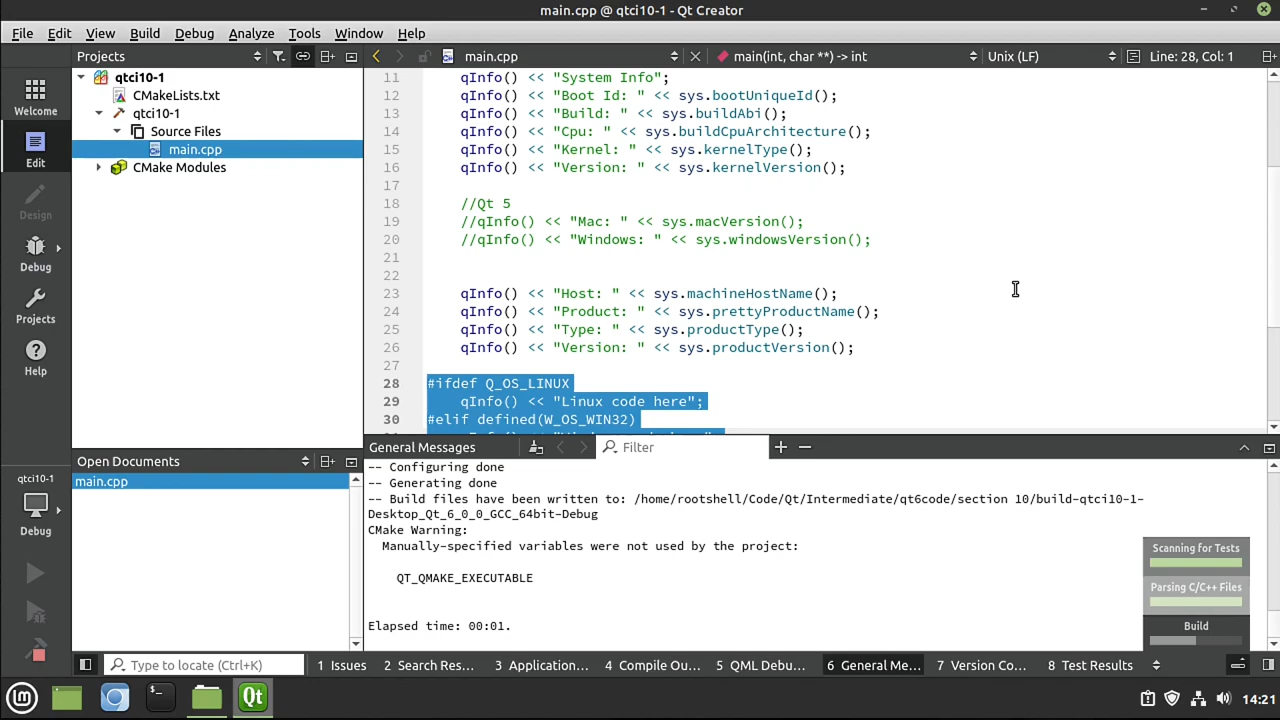 main.cpp @ qtci10-1 - Qt Creator
File Edit View Build Debug Analyze Tools Window Help
Projects main.cpp main(int, char **) -> int Unix (LF) Line: 28, Col: 1
Welcome
Edit
Design
Debug
Projects
Help
qtci10-1
Debug
qtci10-1
CMakeLists.txt
qtci10-1
Source Files
main.cpp
CMake Modules
Open Documents
main.cpp
11 qInfo() << "System Info";
12 qInfo() << "Boot Id: " << sys.bootUniqueId();
13 qInfo() << "Build: " << sys.buildAbi();
14 qInfo() << "Cpu: " << sys.buildCpuArchitecture();
15 qInfo() << "Kernel: " << sys.kernelType();
16 qInfo() << "Version: " << sys.kernelVersion();
17
18 //Qt 5
19 //qInfo() << "Mac: " << sys.macVersion();
20 //qInfo() << "Windows: " << sys.windowsVersion();
21
22
23 qInfo() << "Host: " << sys.machineHostName();
24 qInfo() << "Product: " << sys.prettyProductName();
25 qInfo() << "Type: " << sys.productType();
26 qInfo() << "Version: " << sys.productVersion();
27
28 #ifdef Q_OS_LINUX
29 qInfo() << "Linux code here";
30 #elif defined(W_OS_WIN32)
General Messages Filter
-- Configuring done
-- Generating done
-- Build files have been written to: /home/rootshell/Code/Qt/Intermediate/qt6code/section 10/build-qtci10-1-
Desktop_Qt_6_0_0_GCC_64bit-Debug
CMake Warning:
Manually-specified variables were not used by the project:
QT_QMAKE_EXECUTABLE
Elapsed time: 00:01.
Scanning for Tests
Parsing C/C++ Files
Build
Type to locate (Ctrl+K) 1 Issues 2 Search Res... 3 Application... 4 Compile Ou... 5 QML Debu... 6 General Me... 7 Version Co... 8 Test Results
14:21